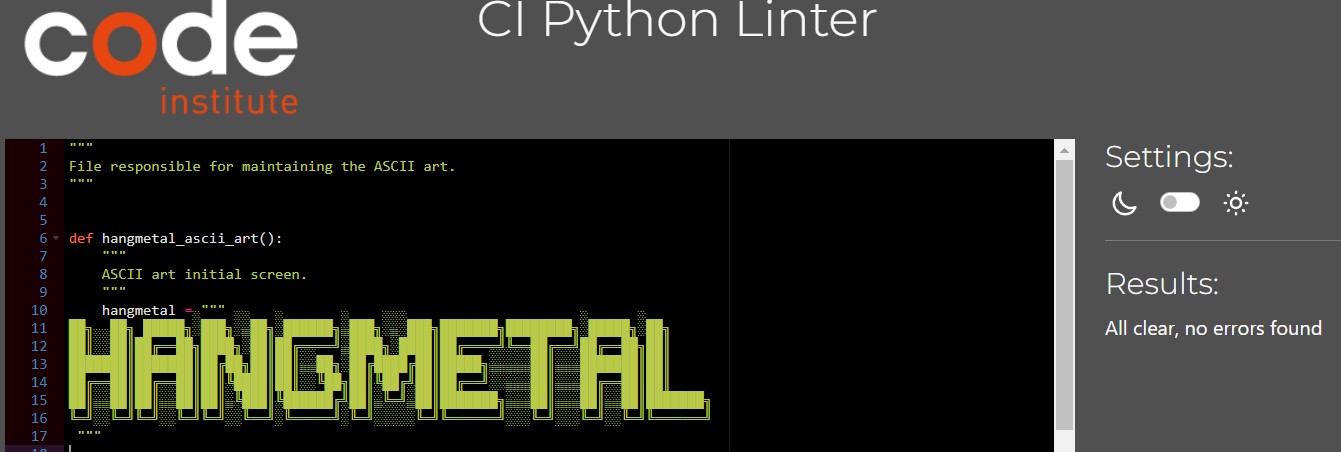 code
institute
CI Python Linter
1 """
2 File responsible for maintaining the ASCII art.
3 """
4
5
6 def hangmetal_ascii_art():
7 """
8 ASCII art initial screen.
9 """
10 hangmetal = """
11
12
13 HANGMETAL
14
15
16
17 """
18
Settings:
Results:
All clear, no errors found